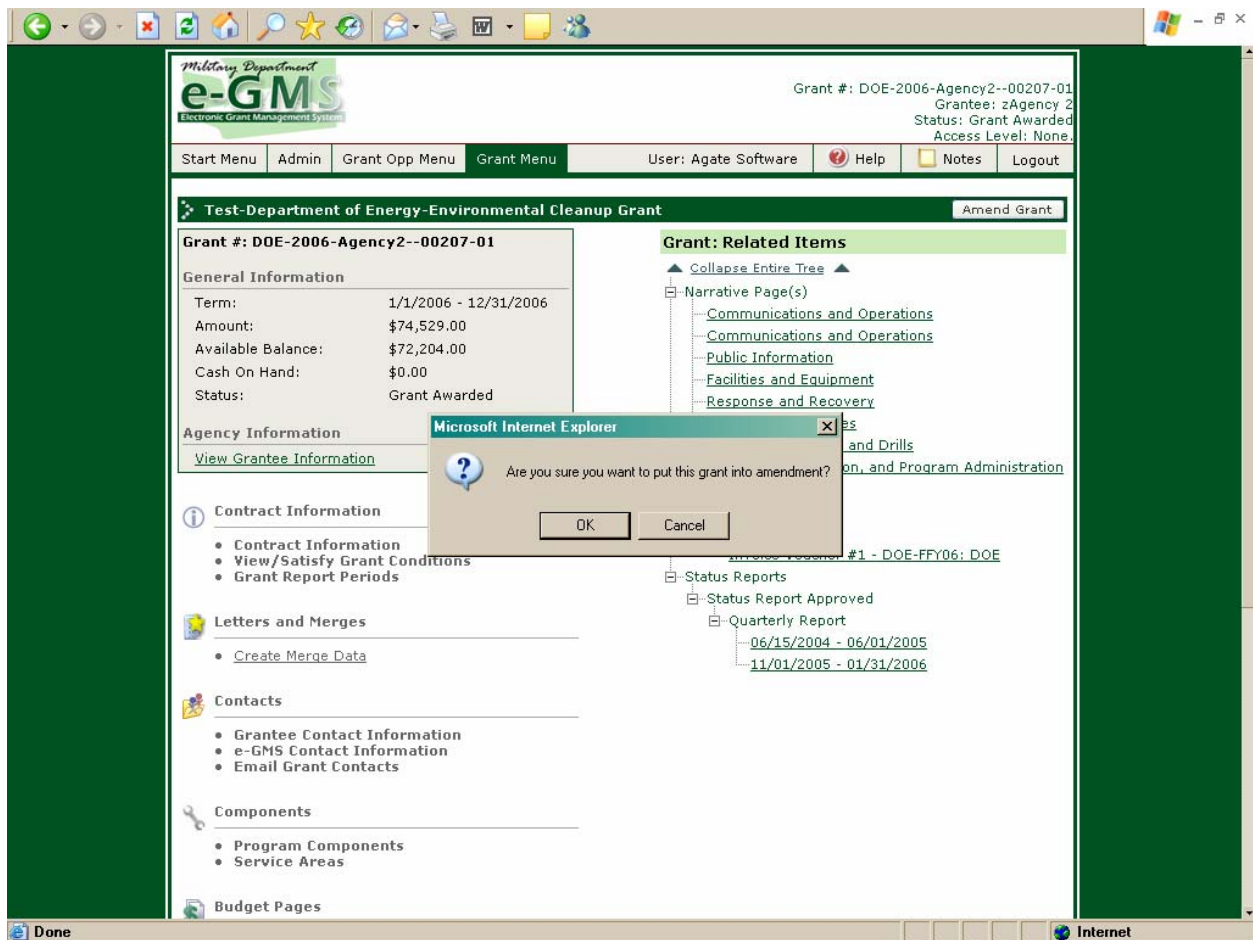 Military Department
e-GMS
Electronic Grant Management System
Grant #: DOE-2006-Agency2--00207-01
Grantee: zAgency 2
Status: Grant Awarded
Access Level: None.
Start Menu Admin Grant Opp Menu Grant Menu User: Agate Software Help Notes Logout
Test-Department of Energy-Environmental Cleanup Grant Amend Grant
Grant #: DOE-2006-Agency2--00207-01
General Information
Term: 1/1/2006 - 12/31/2006
Amount: $74,529.00
Available Balance: $72,204.00
Cash On Hand: $0.00
Status: Grant Awarded
Agency Information
View Grantee Information
Contract Information
• Contract Information
• View/Satisfy Grant Conditions
• Grant Report Periods
Letters and Merges
• Create Merge Data
Contacts
• Grantee Contact Information
• e-GMS Contact Information
• Email Grant Contacts
Components
• Program Components
• Service Areas
Budget Pages
Grant: Related Items
Collapse Entire Tree
Narrative Page(s)
Communications and Operations
Communications and Operations
Public Information
Facilities and Equipment
Response and Recovery
es
and Drills
on, and Program Administration
#1 - DOE-FFY06: DOE
Status Reports
Status Report Approved
Quarterly Report
06/15/2004 - 06/01/2005
11/01/2005 - 01/31/2006
Microsoft Internet Explorer
Are you sure you want to put this grant into amendment?
OK Cancel
Done Internet